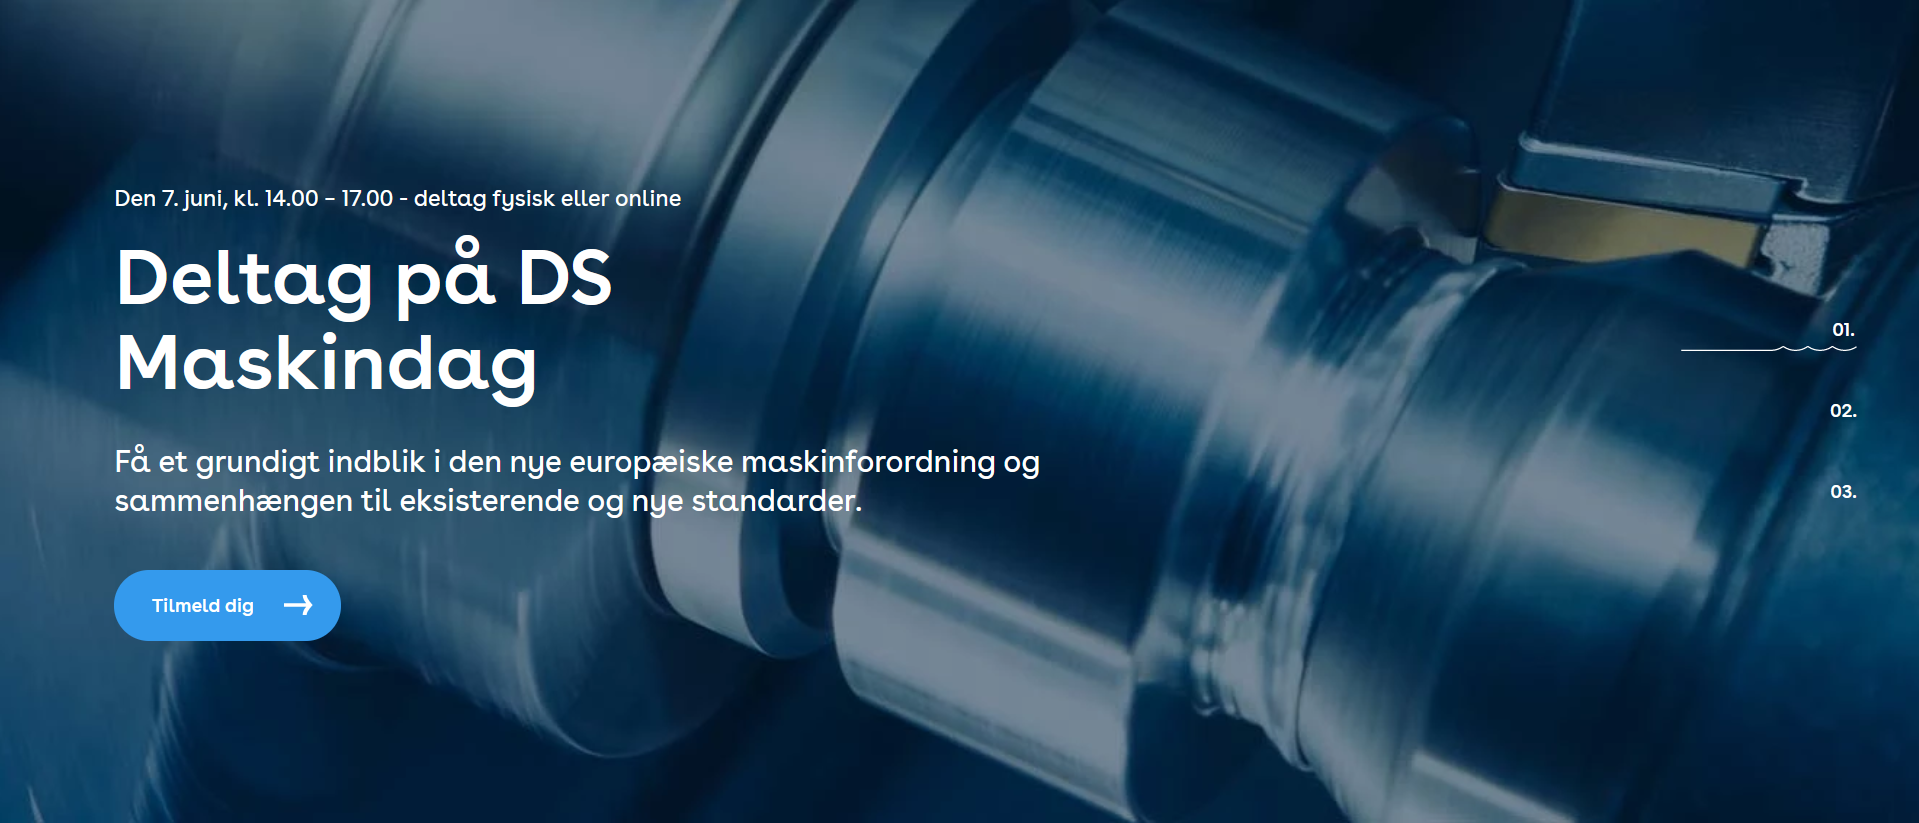 Den 7. juni, kl. 14.00 – 17.00 - deltag fysisk eller online
Deltag på DS
Maskindag
Få et grundigt indblik i den nye europæiske maskinforordning og
sammenhængen til eksisterende og nye standarder.
Tilmeld dig
01.
02.
03.